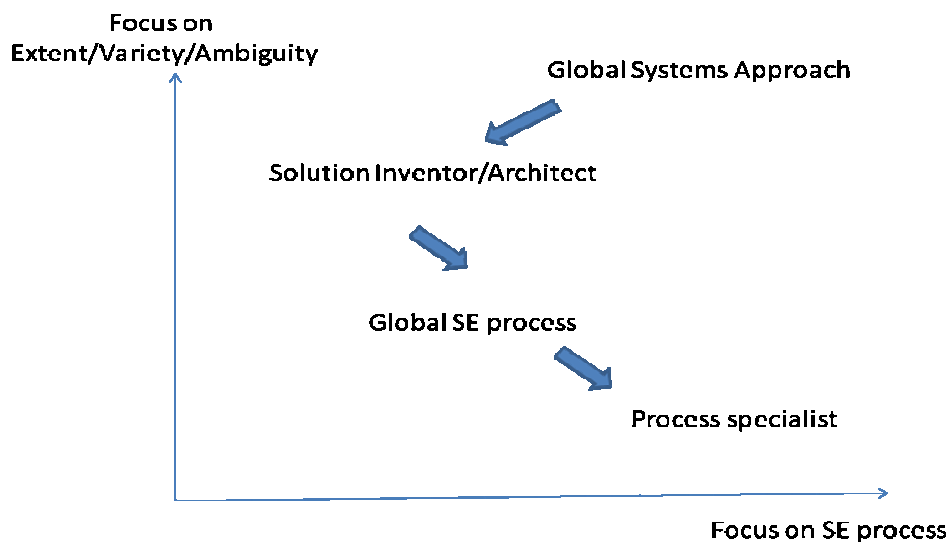 Focus on
Extent/Variety/Ambiguity
Global Systems Approach
Solution Inventor/Architect
Global SE process
Process specialist
Focus on SE process